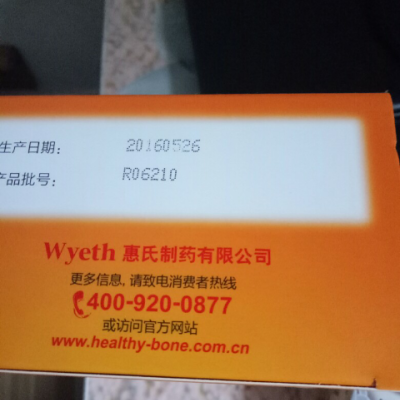 生产日期： 20160526
产品批号： R06210
Wyeth 惠氏制药有限公司
更多信息, 请致电消费者热线
400-920-0877
或访问官方网站
www.healthy-bone.com.cn